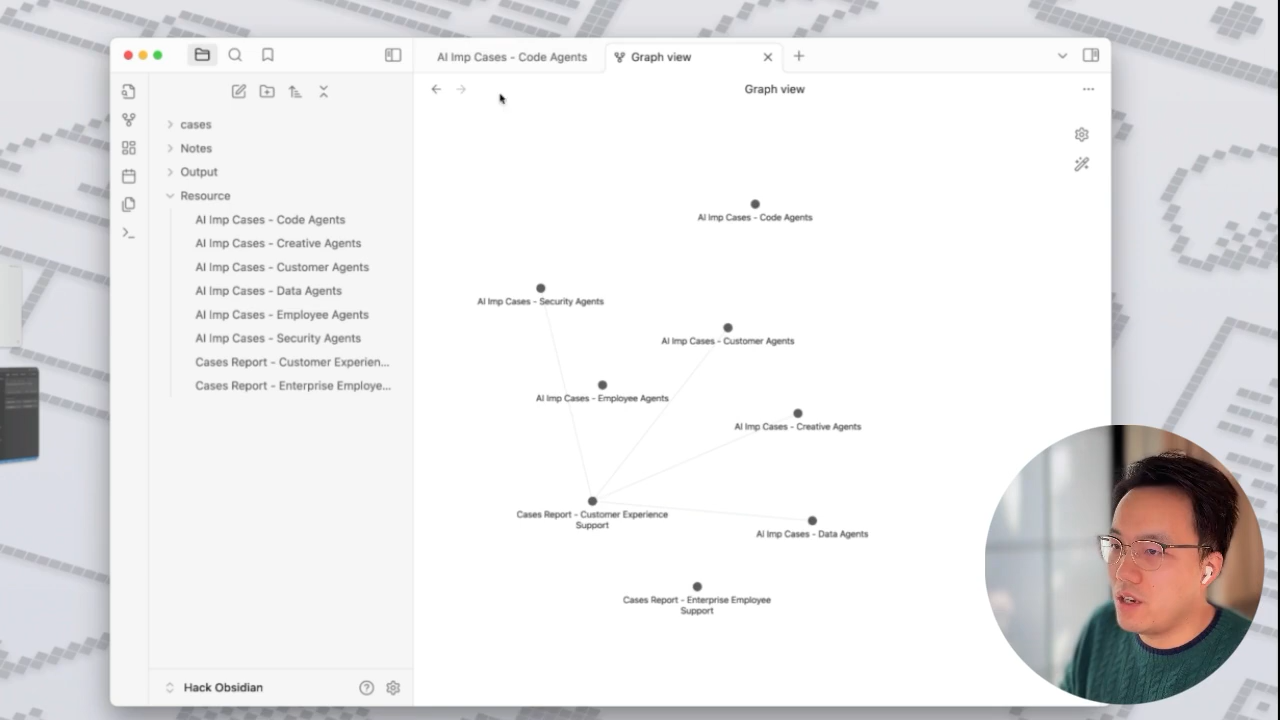 AI Imp Cases - Code Agents
Graph view
Graph view
cases
Notes
Output
Resource
AI Imp Cases - Code Agents
AI Imp Cases - Creative Agents
AI Imp Cases - Customer Agents
AI Imp Cases - Data Agents
AI Imp Cases - Employee Agents
AI Imp Cases - Security Agents
Cases Report - Customer Experien...
Cases Report - Enterprise Employe...
Hack Obsidian
AI Imp Cases - Code Agents
AI Imp Cases - Security Agents
AI Imp Cases - Customer Agents
AI Imp Cases - Employee Agents
AI Imp Cases - Creative Agents
Cases Report - Customer Experience
Support
AI Imp Cases - Data Agents
Cases Report - Enterprise Employee
Support